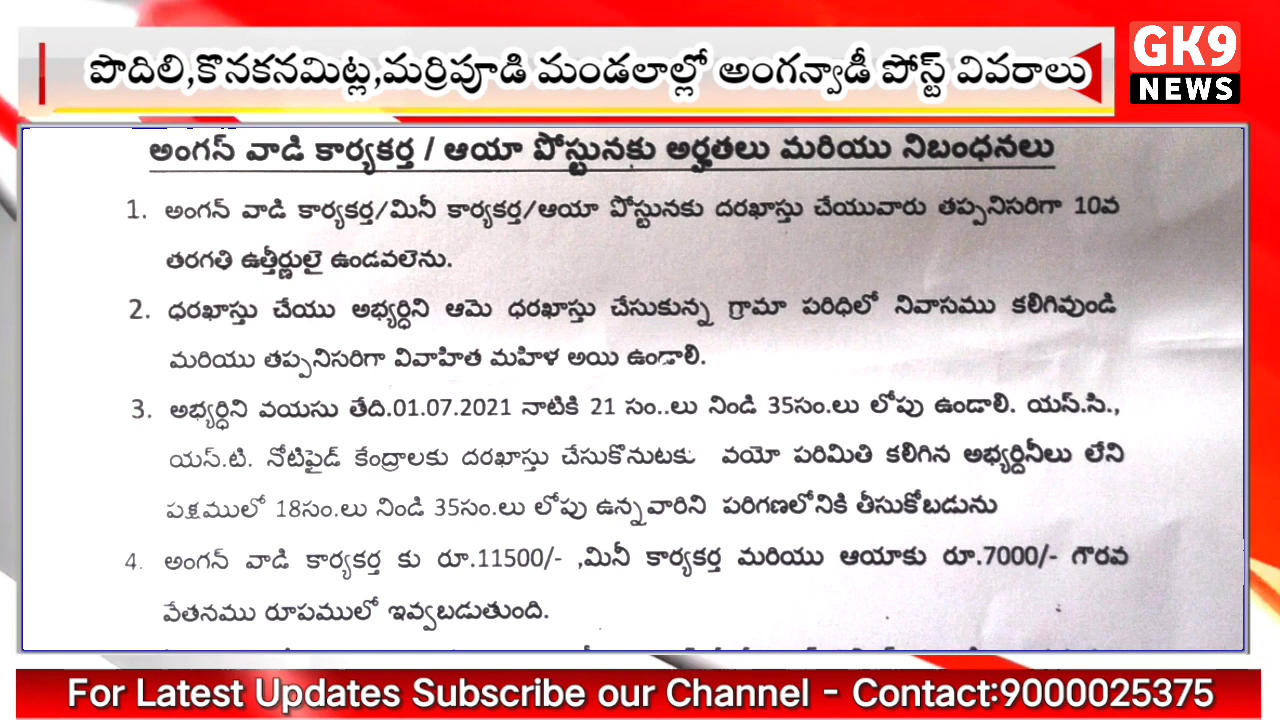 పొదిలి,కొనకనమిట్ల,మర్రిపూడి మండలాల్లో అంగన్వాడీ పోస్ట్ వివరాలు
GK9
NEWS
అంగన్ వాడి కార్యకర్త / ఆయా పోస్టునకు అర్హతలు మరియు నిబంధనలు
1. అంగన్ వాడి కార్యకర్త/మినీ కార్యకర్త/ఆయా పోస్టునకు దరఖాస్తు చేయువారు తప్పనిసరిగా 10వ
తరగతి ఉత్తీర్ణులై ఉండవలెను.
2. ధరఖాస్తు చేయు అభ్యర్ధిని ఆమె ధరఖాస్తు చేసుకున్న గ్రామా పరిధిలో నివాసము కలిగివుండి
మరియు తప్పనిసరిగా వివాహిత మహిళ అయి ఉండాలి.
3. అభ్యర్ధిని వయసు తేది.01.07.2021 నాటికి 21 సం..లు నిండి 35సం.లు లోపు ఉండాలి. యస్.సి.,
యస్.టి. నోటిఫైడ్ కేంద్రాలకు దరఖాస్తు చేసుకొనుటకు వయో పరిమితి కలిగిన అభ్యర్దినీలు లేని
పక్షములో 18సం.లు నిండి 35సం.లు లోపు ఉన్నవారిని పరిగణలోనికి తీసుకోబడును
4. అంగన్ వాడి కార్యకర్త కు రూ.11500/- ,మినీ కార్యకర్త మరియు ఆయాకు రూ.7000/- గౌరవ
వేతనము రూపములో ఇవ్వబడుతుంది.
For Latest Updates Subscribe our Channel - Contact:9000025375